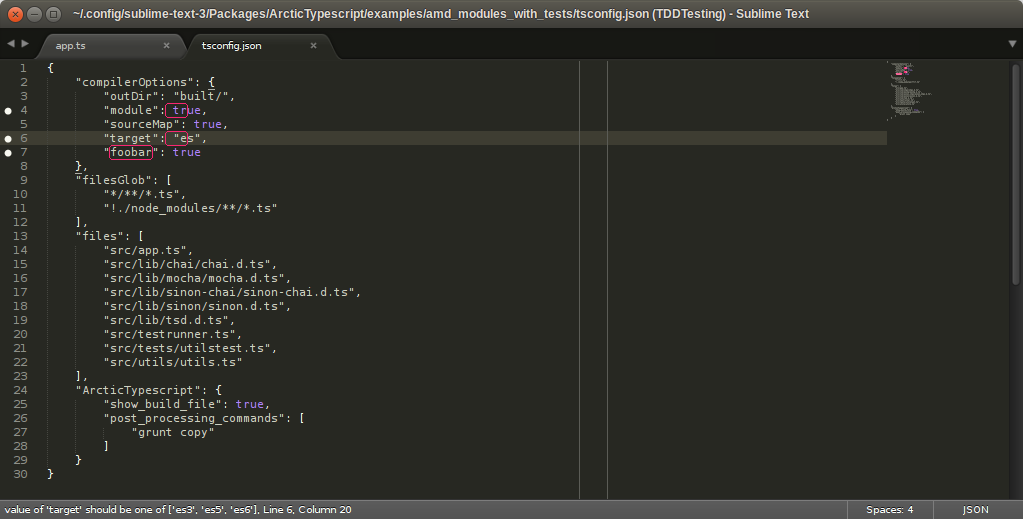 ~/.config/sublime-text-3/Packages/ArcticTypescript/examples/amd_modules_with_tests/tsconfig.json (TDDTesting) - Sublime Text
app.ts × tsconfig.json ×
1 {
2 "compilerOptions": {
3 "outDir": "built/",
4 "module": true,
5 "sourceMap": true,
6 "target": "es",
7 "foobar": true
8 },
9 "filesGlob": [
10 "*/**/*.ts",
11 "!./node_modules/**/*.ts"
12 ],
13 "files": [
14 "src/app.ts",
15 "src/lib/chai/chai.d.ts",
16 "src/lib/mocha/mocha.d.ts",
17 "src/lib/sinon-chai/sinon-chai.d.ts",
18 "src/lib/sinon/sinon.d.ts",
19 "src/lib/tsd.d.ts",
20 "src/testrunner.ts",
21 "src/tests/utilstest.ts",
22 "src/utils/utils.ts"
23 ],
24 "ArcticTypescript": {
25 "show_build_file": true,
26 "post_processing_commands": [
27 "grunt copy"
28 ]
29 }
30 }
value of 'target' should be one of ['es3', 'es5', 'es6'], Line 6, Column 20 Spaces: 4 JSON